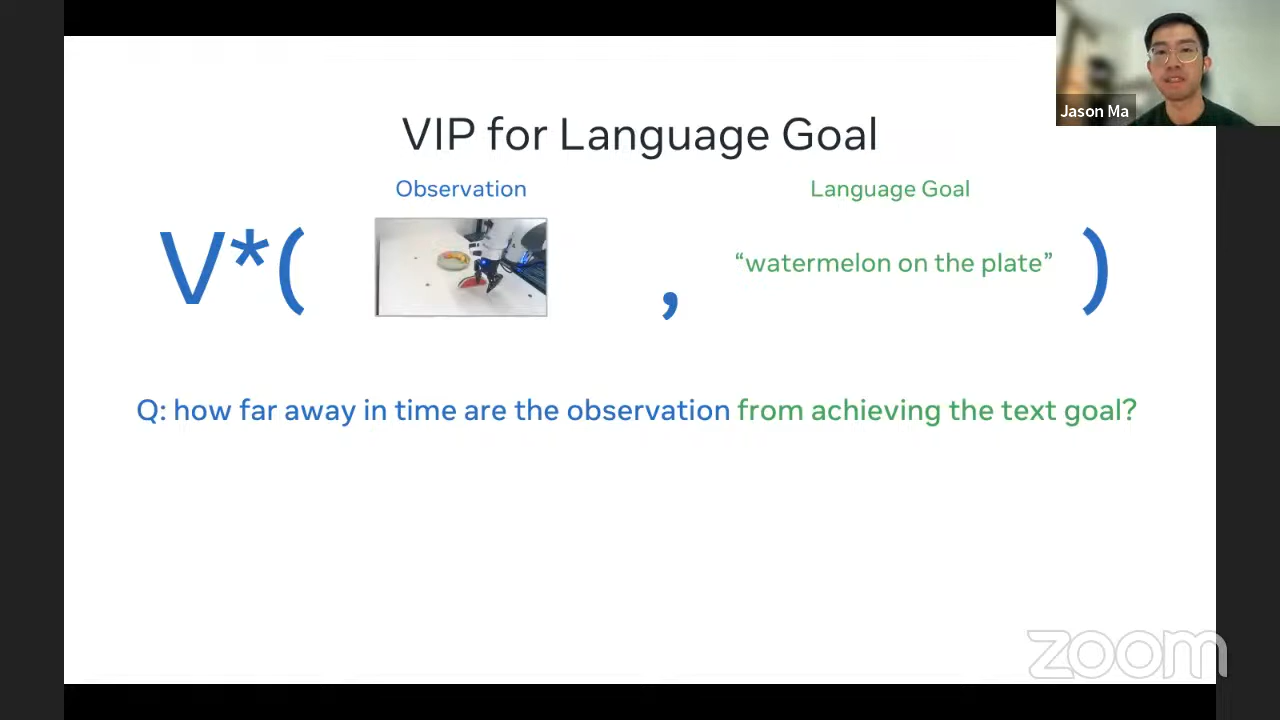 Jason Ma
VIP for Language Goal
Observation
Language Goal
V*(
,
“watermelon on the plate”
)
Q: how far away in time are the observation from achieving the text goal?
zoom